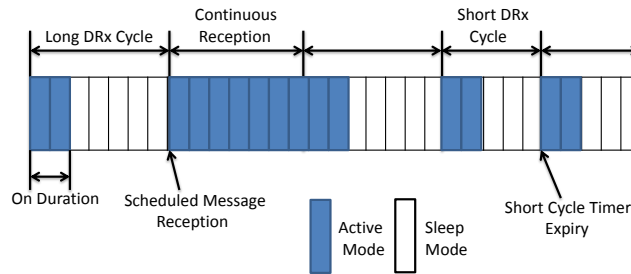 Long DRx Cycle
Continuous
Reception
Short DRx
Cycle
On Duration
Scheduled Message
Reception
Active
Mode
Sleep
Mode
Short Cycle Timer
Expiry